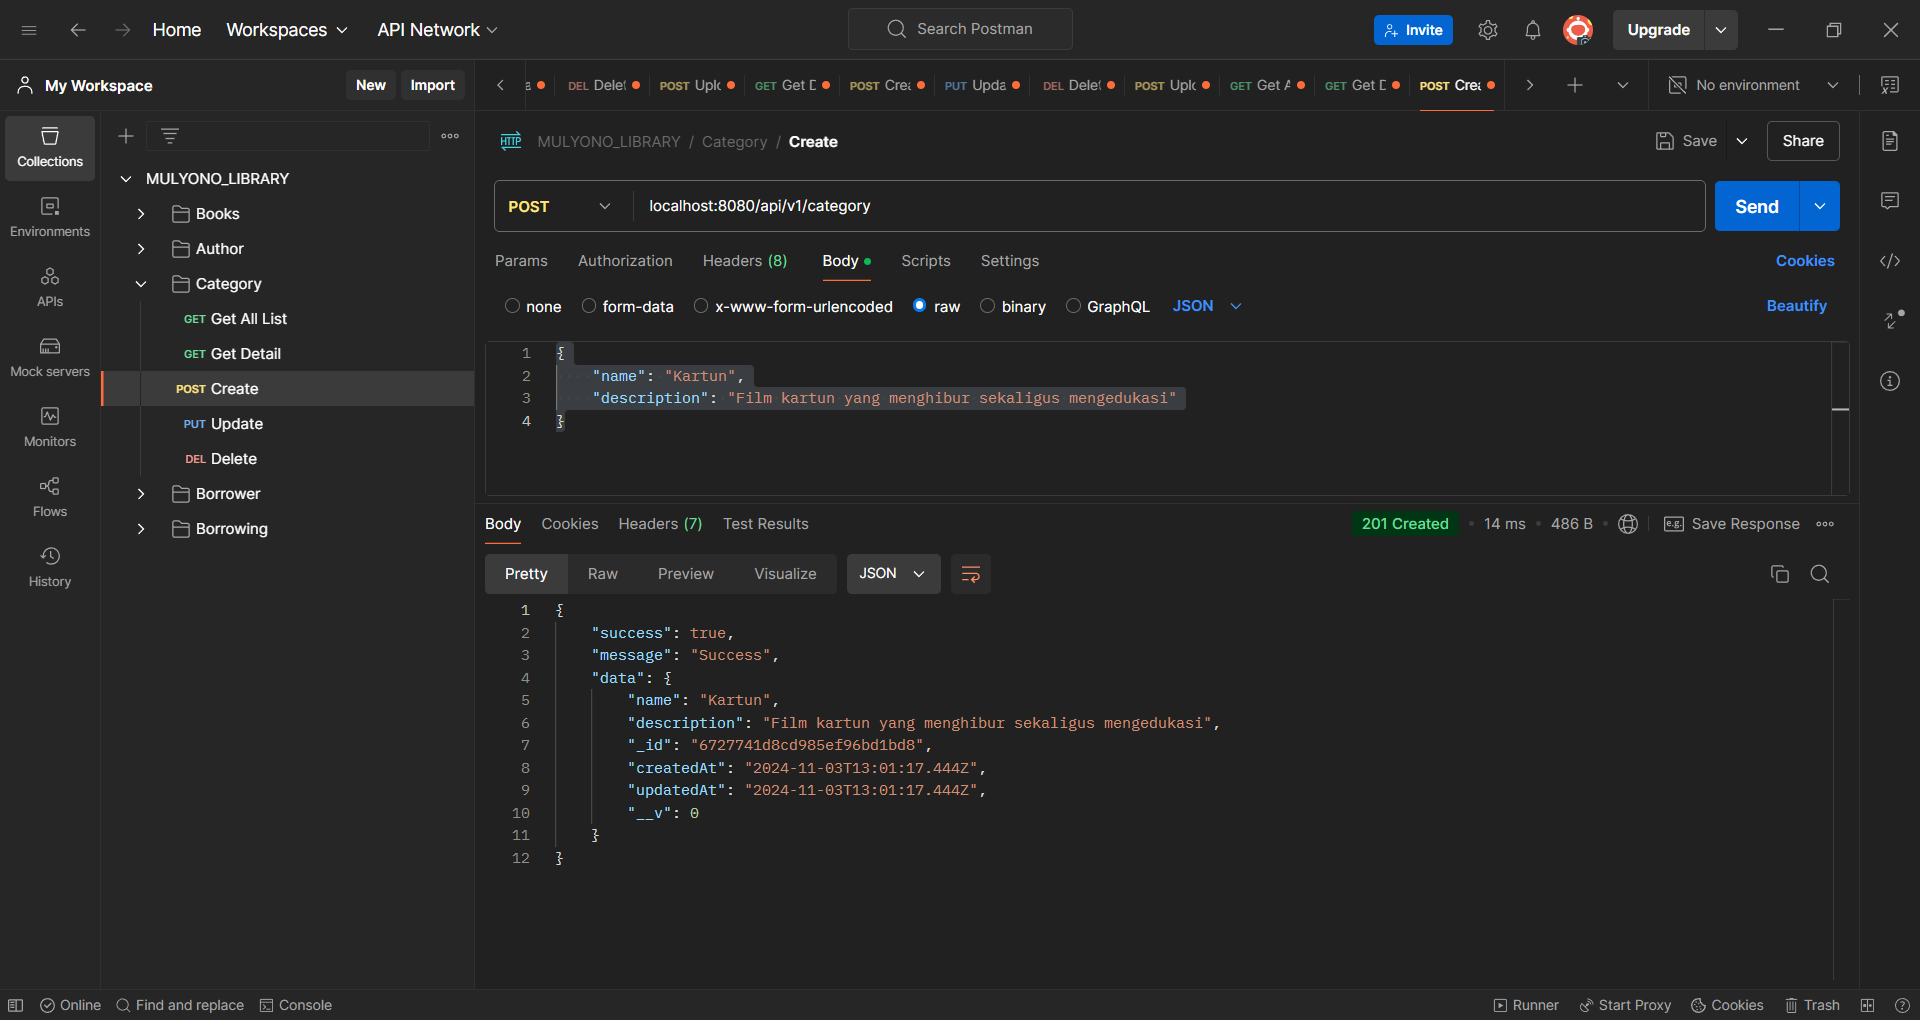 Home Workspaces API Network Search Postman Invite Upgrade
My Workspace New Import
DEL Delet POST Uplo GET Get D POST Crea PUT Upda DEL Delet POST Uplo GET Get A GET Get D POST Crea No environment
Collections
Environments
APIs
Mock servers
Monitors
Flows
History
MULYONO_LIBRARY
Books
Author
Category
GET Get All List
GET Get Detail
POST Create
PUT Update
DEL Delete
Borrower
Borrowing
HTTP MULYONO_LIBRARY / Category / Create Save Share
POST localhost:8080/api/v1/category Send
Params Authorization Headers (8) Body Scripts Settings Cookies
none form-data x-www-form-urlencoded raw binary GraphQL JSON Beautify
1 {
2 "name": "Kartun",
3 "description": "Film kartun yang menghibur sekaligus mengedukasi"
4 }
Body Cookies Headers (7) Test Results 201 Created 14 ms 486 B e.g. Save Response
Pretty Raw Preview Visualize JSON
1 {
2 "success": true,
3 "message": "Success",
4 "data": {
5 "name": "Kartun",
6 "description": "Film kartun yang menghibur sekaligus mengedukasi",
7 "_id": "6727741d8cd985ef96bd1bd8",
8 "createdAt": "2024-11-03T13:01:17.444Z",
9 "updatedAt": "2024-11-03T13:01:17.444Z",
10 "__v": 0
11 }
12 }
Online Find and replace Console Runner Start Proxy Cookies Trash